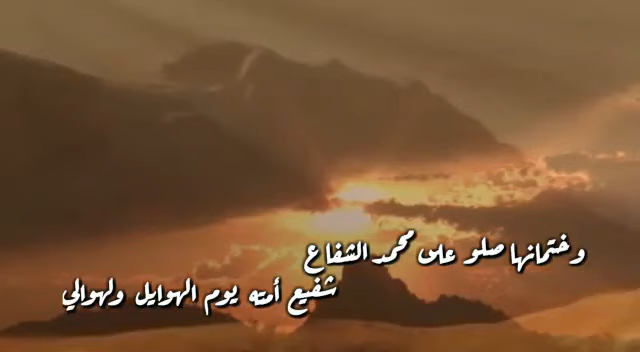 وختمانها صلو على محمد الشفاع
شفيع أمته يوم الهوايل ولهوالي